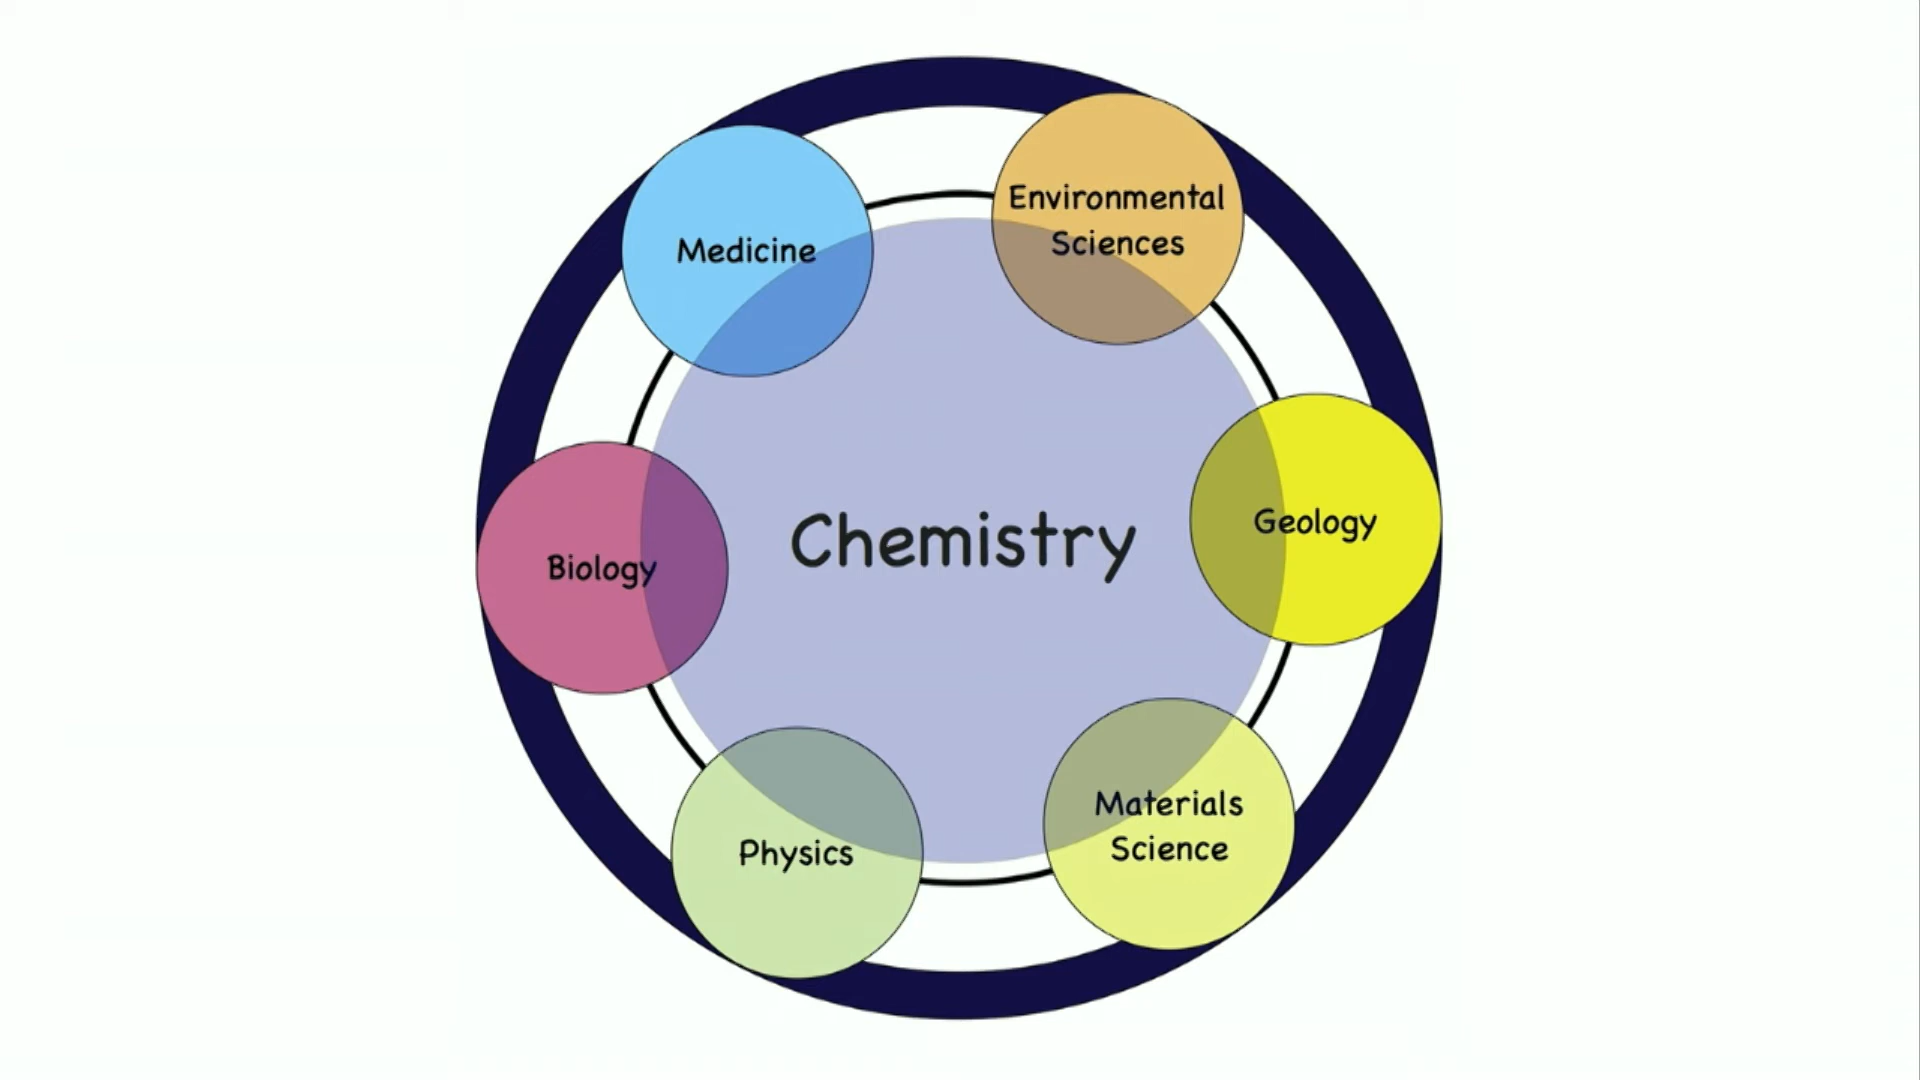 Environmental
Sciences
Medicine
Geology
Chemistry
Biology
Materials
Science
Physics